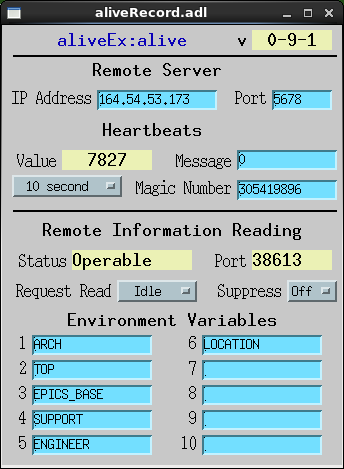 aliveRecord.adl
aliveEx:alive v 0-9-1
Remote Server
IP Address 164.54.53.173 Port 5678
Heartbeats
Value 7827 Message 0
10 second Magic Number 305419896
Remote Information Reading
Status Operable Port 38613
Request Read Idle Suppress Off
Environment Variables
1 ARCH 6 LOCATION
2 TOP 7
3 EPICS_BASE 8
4 SUPPORT 9
5 ENGINEER 10